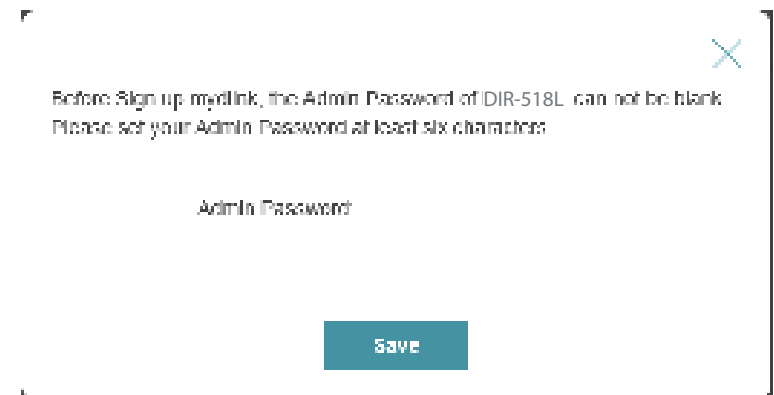 Before Sign up mydlink, the Admin Password of DIR-518L can not be blank
Please set your Admin Password at least six characters
Admin Password
Save